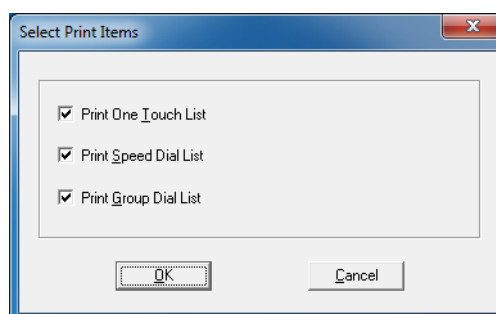 Select Print Items
Print One Touch List
Print Speed Dial List
Print Group Dial List
OK
Cancel